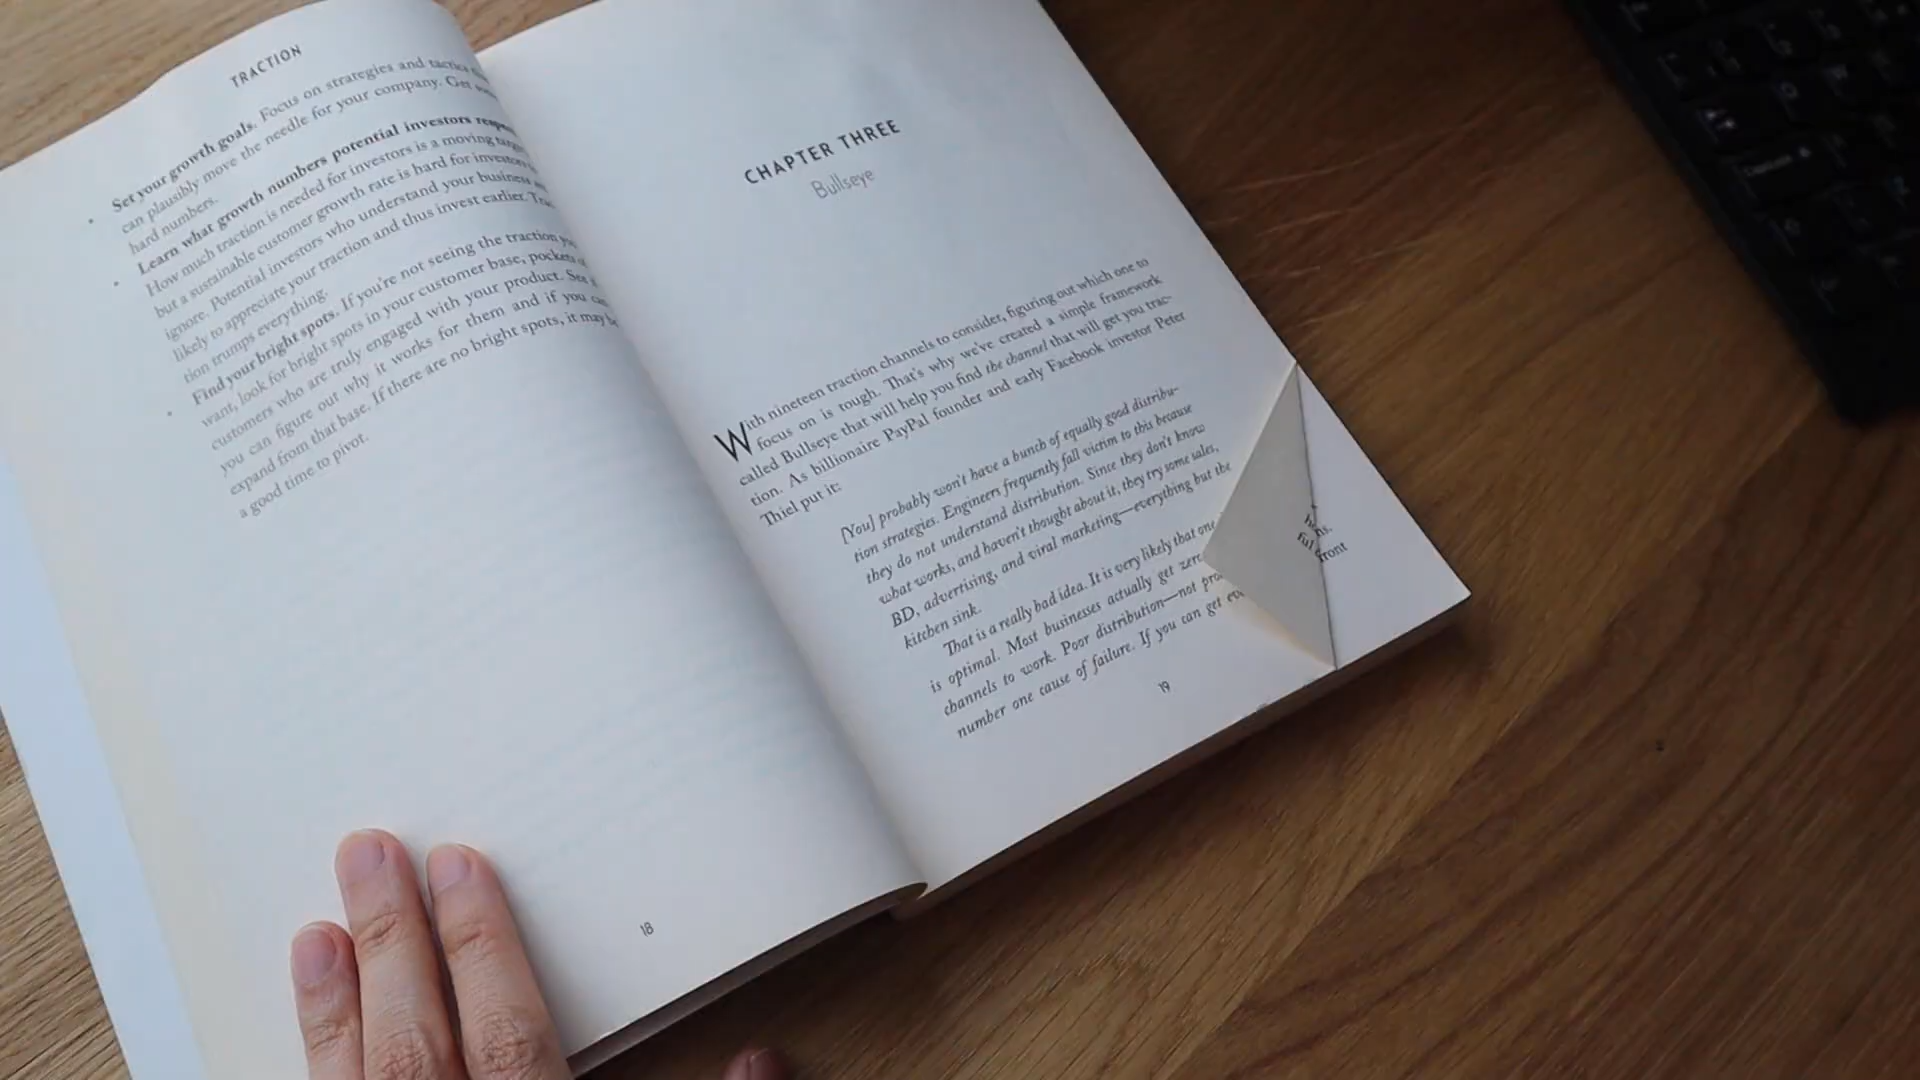 TRACTION
Set your growth goals. Focus on strategies and tactics
can plausibly move the needle for your company. Get
hard numbers.
Learn what growth numbers potential investors
How much traction is needed for investors is a moving
but a sustainable customer growth rate is hard for investors
ignore. Potential investors who understand your business
likely to appreciate your traction and thus invest earlier.
tion trumps everything.
Find your bright spots. If you're not seeing the traction
want, look for bright spots in your customer base, pockets
customers who are truly engaged with your product. See
you can figure out why it works for them and if you can
expand from that base. If there are no bright spots, it may
a good time to pivot.
18
CHAPTER THREE
Bullseye
With nineteen traction channels to consider, figuring out which one to
focus on is tough. That's why we've created a simple framework
called Bullseye that will help you find the channel that will get you trac-
tion. As billionaire PayPal founder and early Facebook investor Peter
Thiel put it:
[You] probably won't have a bunch of equally good distribu-
tion strategies. Engineers frequently fall victim to this because
they do not understand distribution. Since they don't know
what works, and haven't thought about it, they try some sales,
BD, advertising, and viral marketing—everything but the
kitchen sink.
That is a really bad idea. It is very likely that one
is optimal. Most businesses actually get zero
channels to work. Poor distribution—not
number one cause of failure. If you can get
19
ful
front